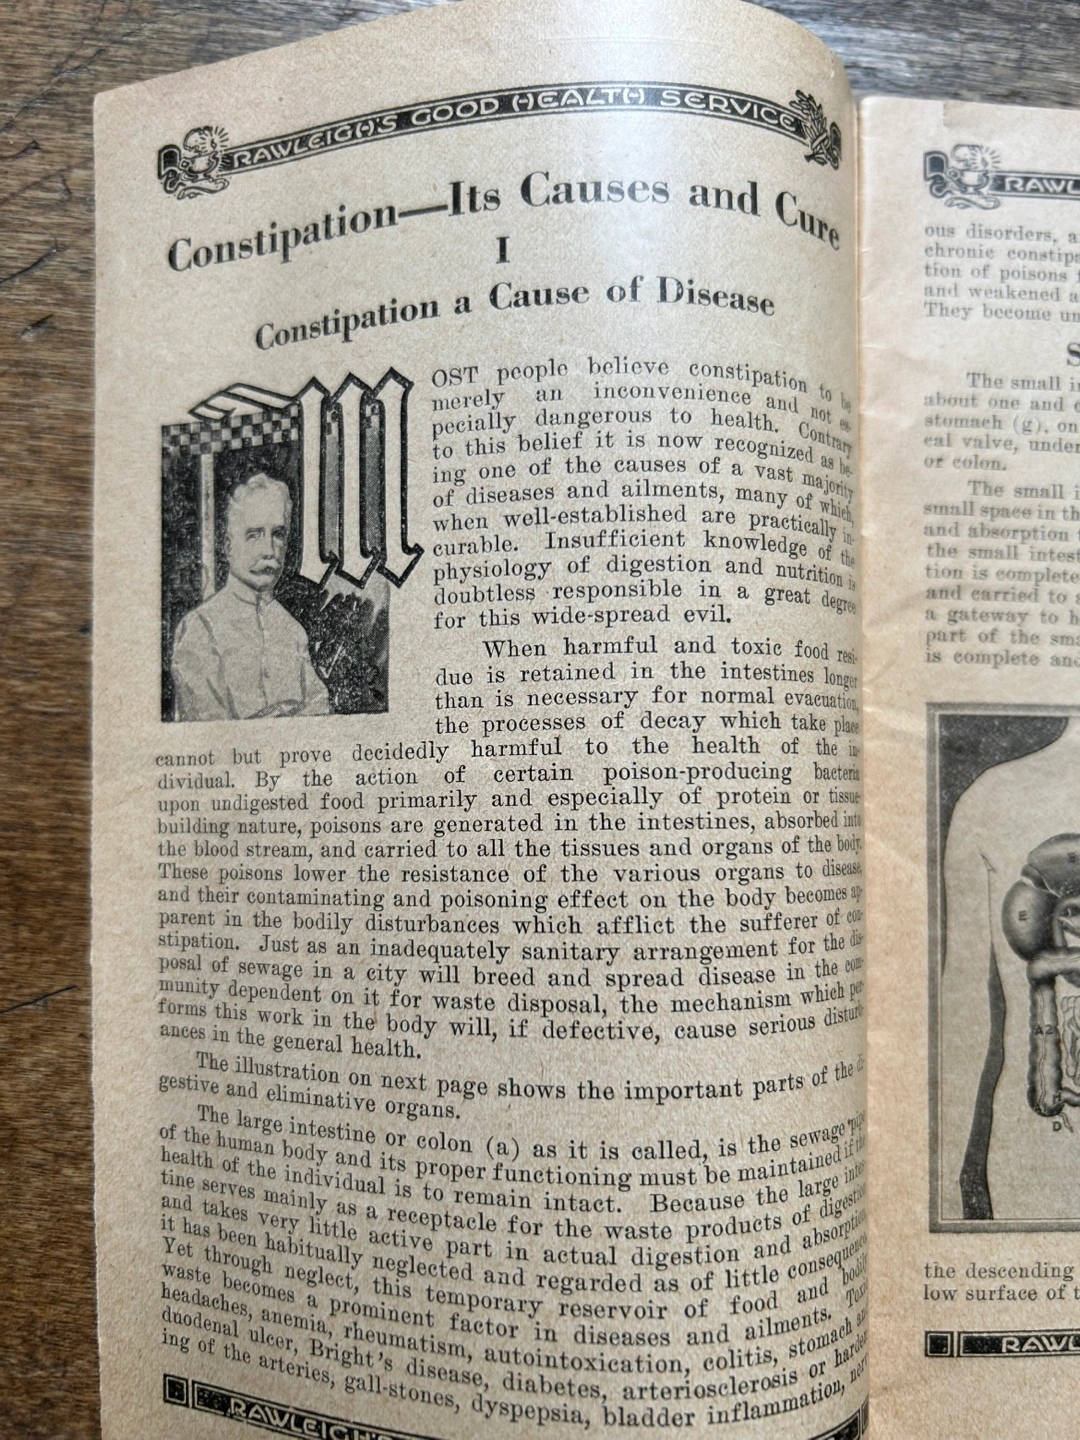 RAWLEIGH'S GOOD HEALTH SERVICE
Constipation—Its Causes and Cure
I
Constipation a Cause of Disease
MOST people believe constipation to be
merely an inconvenience and not es-
pecially dangerous to health. Contrary
to this belief it is now recognized as be-
ing one of the causes of a vast majority
of diseases and ailments, many of which,
when well-established are practically in-
curable. Insufficient knowledge of the
physiology of digestion and nutrition is
doubtless responsible in a great degree
for this wide-spread evil.
When harmful and toxic food resi-
due is retained in the intestines longer
than is necessary for normal evacuation,
the processes of decay which take place
cannot but prove decidedly harmful to the health of the in-
dividual. By the action of certain poison-producing bacteria
upon undigested food primarily and especially of protein or tissue-
building nature, poisons are generated in the intestines, absorbed into
the blood stream, and carried to all the tissues and organs of the body.
These poisons lower the resistance of the various organs to disease,
and their contaminating and poisoning effect on the body becomes ap-
parent in the bodily disturbances which afflict the sufferer of con-
stipation. Just as an inadequately sanitary arrangement for the dis-
posal of sewage in a city will breed and spread disease in the com-
munity dependent on it for waste disposal, the mechanism which per-
forms this work in the body will, if defective, cause serious disturb-
ances in the general health.
The illustration on next page shows the important parts of the di-
gestive and eliminative organs.
The large intestine or colon (a) as it is called, is the sewage pipe
of the human body and its proper functioning must be maintained if the
health of the individual is to remain intact. Because the large intes-
tine serves mainly as a receptacle for the waste products of digestion
and takes very little active part in actual digestion and absorption,
it has been habitually neglected and regarded as of little consequence.
Yet through neglect, this temporary reservoir of food and bodily
waste becomes a prominent factor in diseases and ailments. Toxic
headaches, anemia, rheumatism, autointoxication, colitis, stomach and
duodenal ulcer, Bright's disease, diabetes, arteriosclerosis or harden-
ing of the arteries, gall-stones, dyspepsia, bladder inflammation, nerv-
RAWLEIGH'S
RAWL
ous disorders, a
chronic constipa
tion of poisons
and weakened a
They become un
S
The small in
about one and
stomach (g), on
cal valve, under
or colon.
The small i
small space in th
and absorption
the small intest
tion is complete
and carried to
a gateway to h
part of the sma
is complete and
E
A2
D
the descending
low surface of t
RAWL